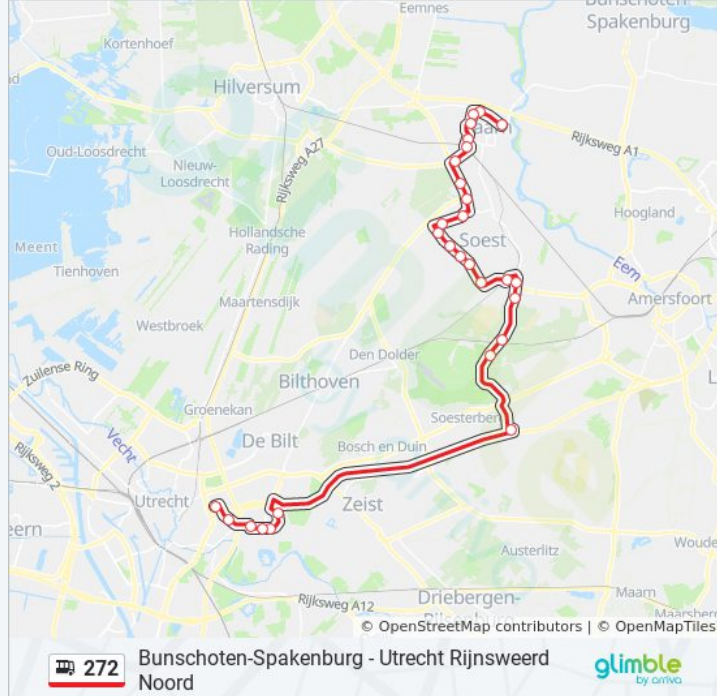 Eemnes
Bunschoten-
Spakenburg
Kortenhoef
Hilversum
Rijksweg A1
Oud-Loosdrecht
Nieuw-
Loosdrecht
Rijksweg A27
Hoogland
Hollandsche
Rading
Soest
Meent
Tienhoven
Eem
Amersfoort
Maartensdijk
Westbroek
Den Dolder
Zuilense Ring
Bilthoven
Groenekan
Soesterber
Vecht
De Bilt
Bosch en Duin
Rijksweg 2
Utrecht
Zeist
eern
Austerlitz
Woude
Rijksweg A12
Driebergen-
Maarn
Maarsberg
© OpenStreetMap contributors | © OpenMapTiles
272
Bunschoten-Spakenburg - Utrecht Rijnsweerd
Noord
glimble
by arriva